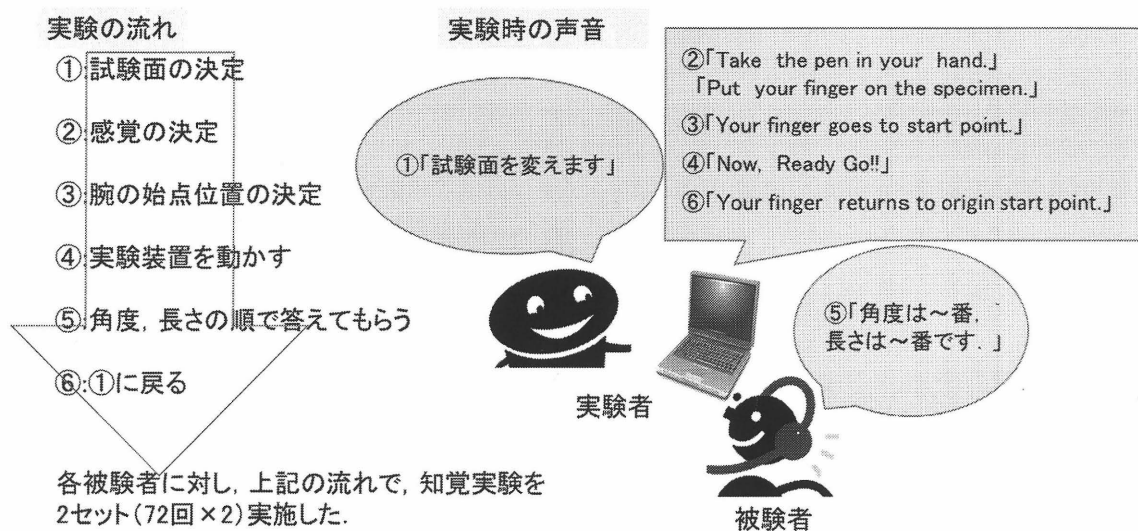 実験の流れ
①:試験面の決定
②:感覚の決定
③:腕の始点位置の決定
④:実験装置を動かす
⑤:角度，長さの順で答えてもらう
⑥:①に戻る
各被験者に対し，上記の流れで，知覚実験を
2セット（72回×2）実施した．
実験時の声音
①「試験面を変えます」
②「Take the pen in your hand.」
「Put your finger on the specimen.」
③「Your finger goes to start point.」
④「Now, Ready Go!!」
⑥「Your finger returns to origin start point.」
⑤「角度は～番，
長さは～番です．」
実験者
被験者